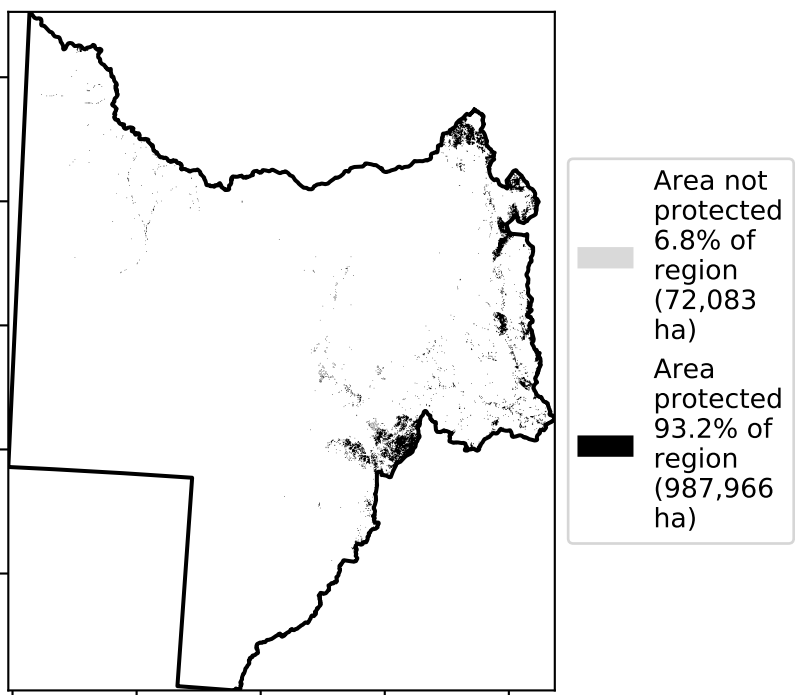 Area not
protected
6.8% of
region
(72,083
ha)
Area
protected
93.2% of
region
(987,966
ha)